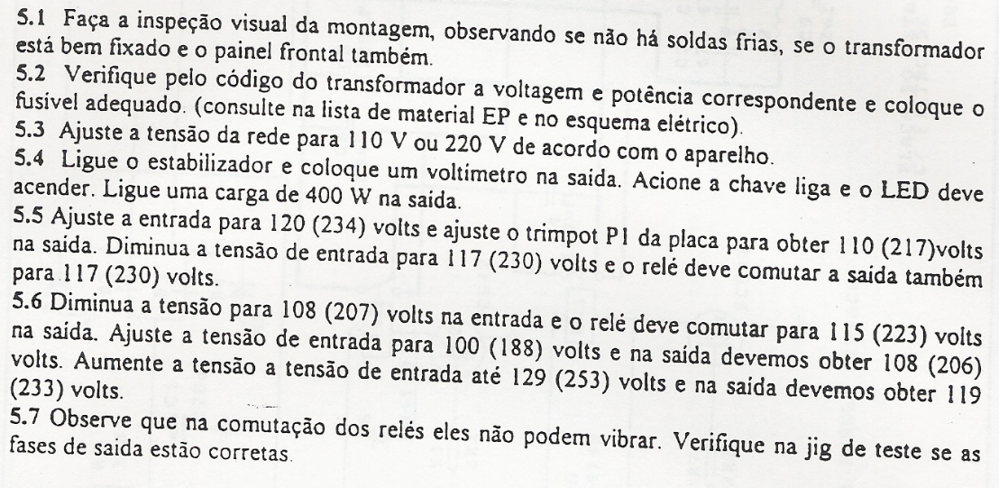 5.1 Faça a inspeção visual da montagem, observando se não há soldas frias, se o transformador
está bem fixado e o painel frontal também.
5.2 Verifique pelo código do transformador a voltagem e potência correspondente e coloque o
fusível adequado. (consulte na lista de material EP e no esquema elétrico).
5.3 Ajuste a tensão da rede para 110 V ou 220 V de acordo com o aparelho.
5.4 Ligue o estabilizador e coloque um voltímetro na saída. Acione a chave liga e o LED deve
acender. Ligue uma carga de 400 W na saída.
5.5 Ajuste a entrada para 120 (234) volts e ajuste o trimpot P1 da placa para obter 110 (217)volts
na saída. Diminua a tensão de entrada para 117 (230) volts e o relé deve comutar a saída também
para 117 (230) volts.
5.6 Diminua a tensão para 108 (207) volts na entrada e o relé deve comutar para 115 (223) volts
na saída. Ajuste a tensão de entrada para 100 (188) volts e na saída devemos obter 108 (206)
volts. Aumente a tensão a tensão de entrada até 129 (253) volts e na saída devemos obter 119
(233) volts.
5.7 Observe que na comutação dos relés eles não podem vibrar. Verifique na jig de teste se as
fases de saida estão corretas.